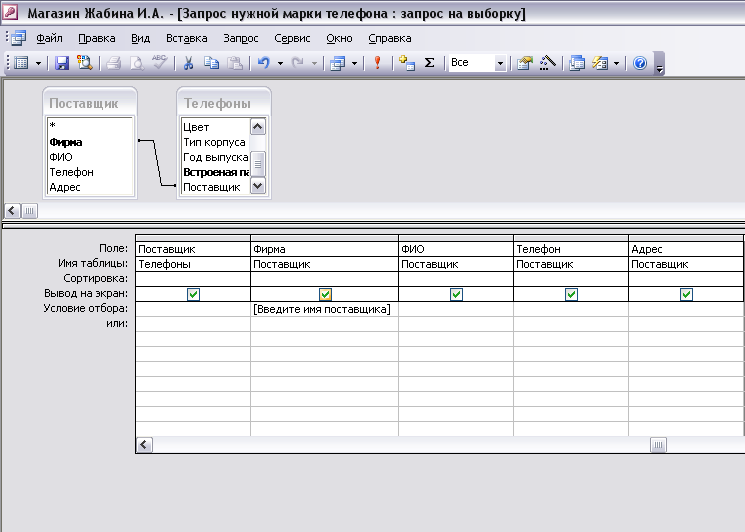 Магазин Жабина И.А. - [Запрос нужной марки телефона : запрос на выборку]
Файл Правка Вид Вставка Запрос Сервис Окно Справка
ABC Σ Все
Поставщик
*
Фирма
ФИО
Телефон
Адрес
Телефоны
Цвет
Тип корпуса
Год выпуска
Встроеная па
Поставщик
Поле: Поставщик Фирма ФИО Телефон Адрес
Имя таблицы: Телефоны Поставщик Поставщик Поставщик Поставщик
Сортировка:
Вывод на экран:
Условие отбора: [Введите имя поставщика]
или: